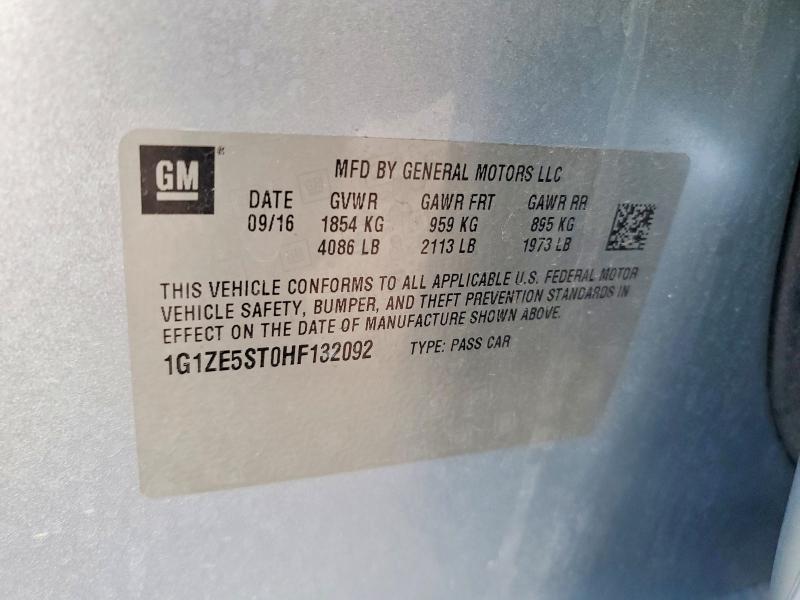 GM
MFD BY GENERAL MOTORS LLC
DATE GVWR GAWR FRT GAWR RR
09/16 1854 KG 959 KG 895 KG
4086 LB 2113 LB 1973 LB
THIS VEHICLE CONFORMS TO ALL APPLICABLE U.S. FEDERAL MOTOR
VEHICLE SAFETY, BUMPER, AND THEFT PREVENTION STANDARDS IN
EFFECT ON THE DATE OF MANUFACTURE SHOWN ABOVE.
1G1ZE5ST0HF132092 TYPE: PASS CAR